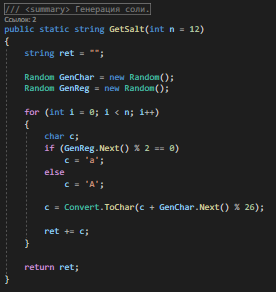 /// <summary> Генерация соли.
Ссылок: 2
public static string GetSalt(int n = 12)
{
    string ret = "";

    Random GenChar = new Random();
    Random GenReg = new Random();

    for (int i = 0; i < n; i++)
    {
        char c;
        if (GenReg.Next() % 2 == 0)
            c = 'a';
        else
            c = 'A';

        c = Convert.ToChar(c + GenChar.Next() % 26);

        ret += c;
    }

    return ret;
}